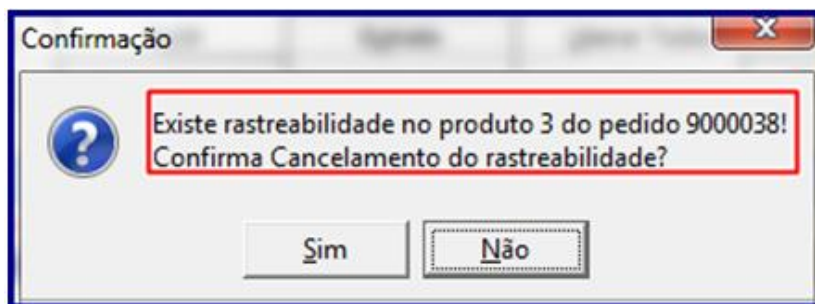 Confirmação
Existe rastreabilidade no produto 3 do pedido 9000038!
Confirma Cancelamento do rastreabilidade?
Sim
Não